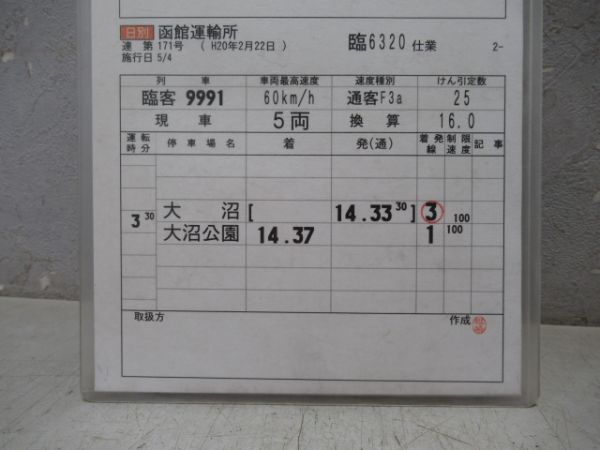 日別 函館運輸所
達 第171号 ( H20年2月22日 ) 臨6320 仕業 2-
施行日 5/4
列 車 車両最高速度 速度種別 けん引定数
臨客 9991 60km/h 通客F3a 25
現 車 5両 換 算 16.0
運転時分 停車場名 着 発(通) 着発線 制限速度 記事
大 沼 [ 14.33 30 ] 3 100
3 30
大沼公園 14.37 1 100
取扱方 作成